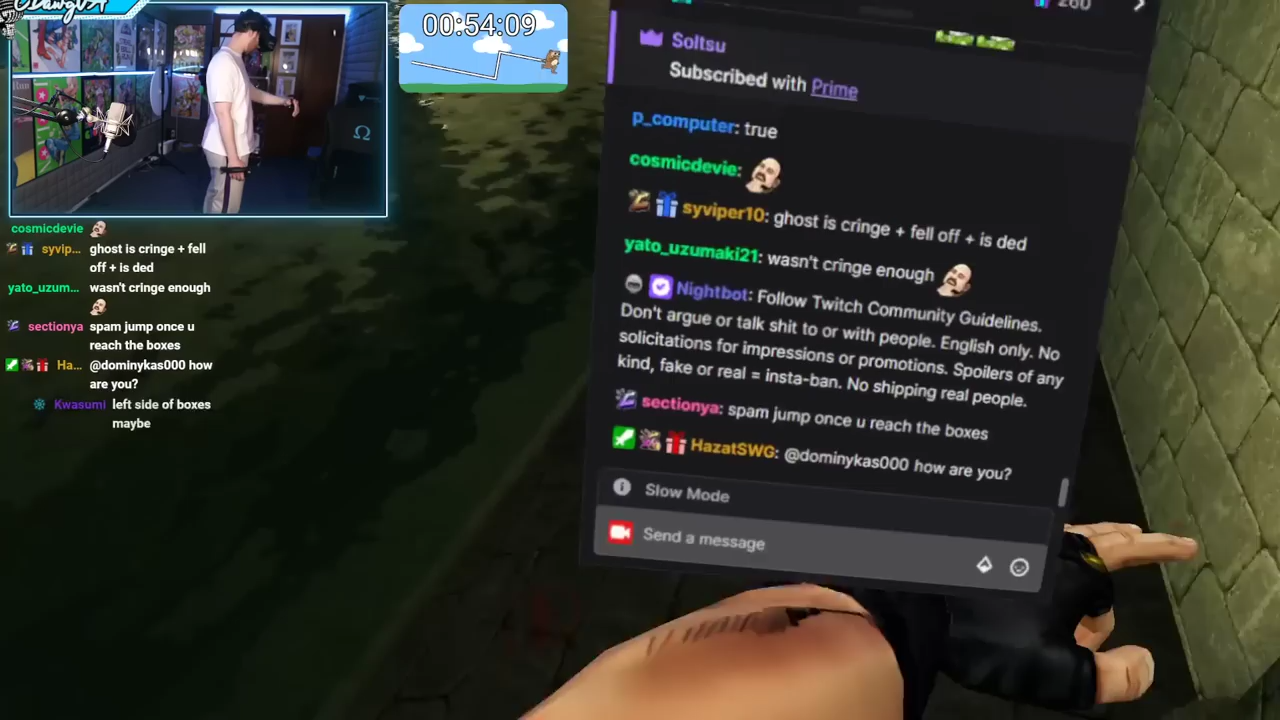 CDawgVA
00:54:09
cosmicdevie
syvip... ghost is cringe + fell
off + is ded
yato_uzum... wasn't cringe enough
sectionya spam jump once u
reach the boxes
Ha... @dominykas000 how
are you?
Kwasumi left side of boxes
maybe
260
Soltsu
Subscribed with Prime
p_computer: true
cosmicdevie:
syviper10: ghost is cringe + fell off + is ded
yato_uzumaki21: wasn't cringe enough
Nightbot: Follow Twitch Community Guidelines.
Don't argue or talk shit to or with people. English only. No
solicitations for impressions or promotions. Spoilers of any
kind, fake or real = insta-ban. No shipping real people.
sectionya: spam jump once u reach the boxes
HazatSWG: @dominykas000 how are you?
Slow Mode
Send a message